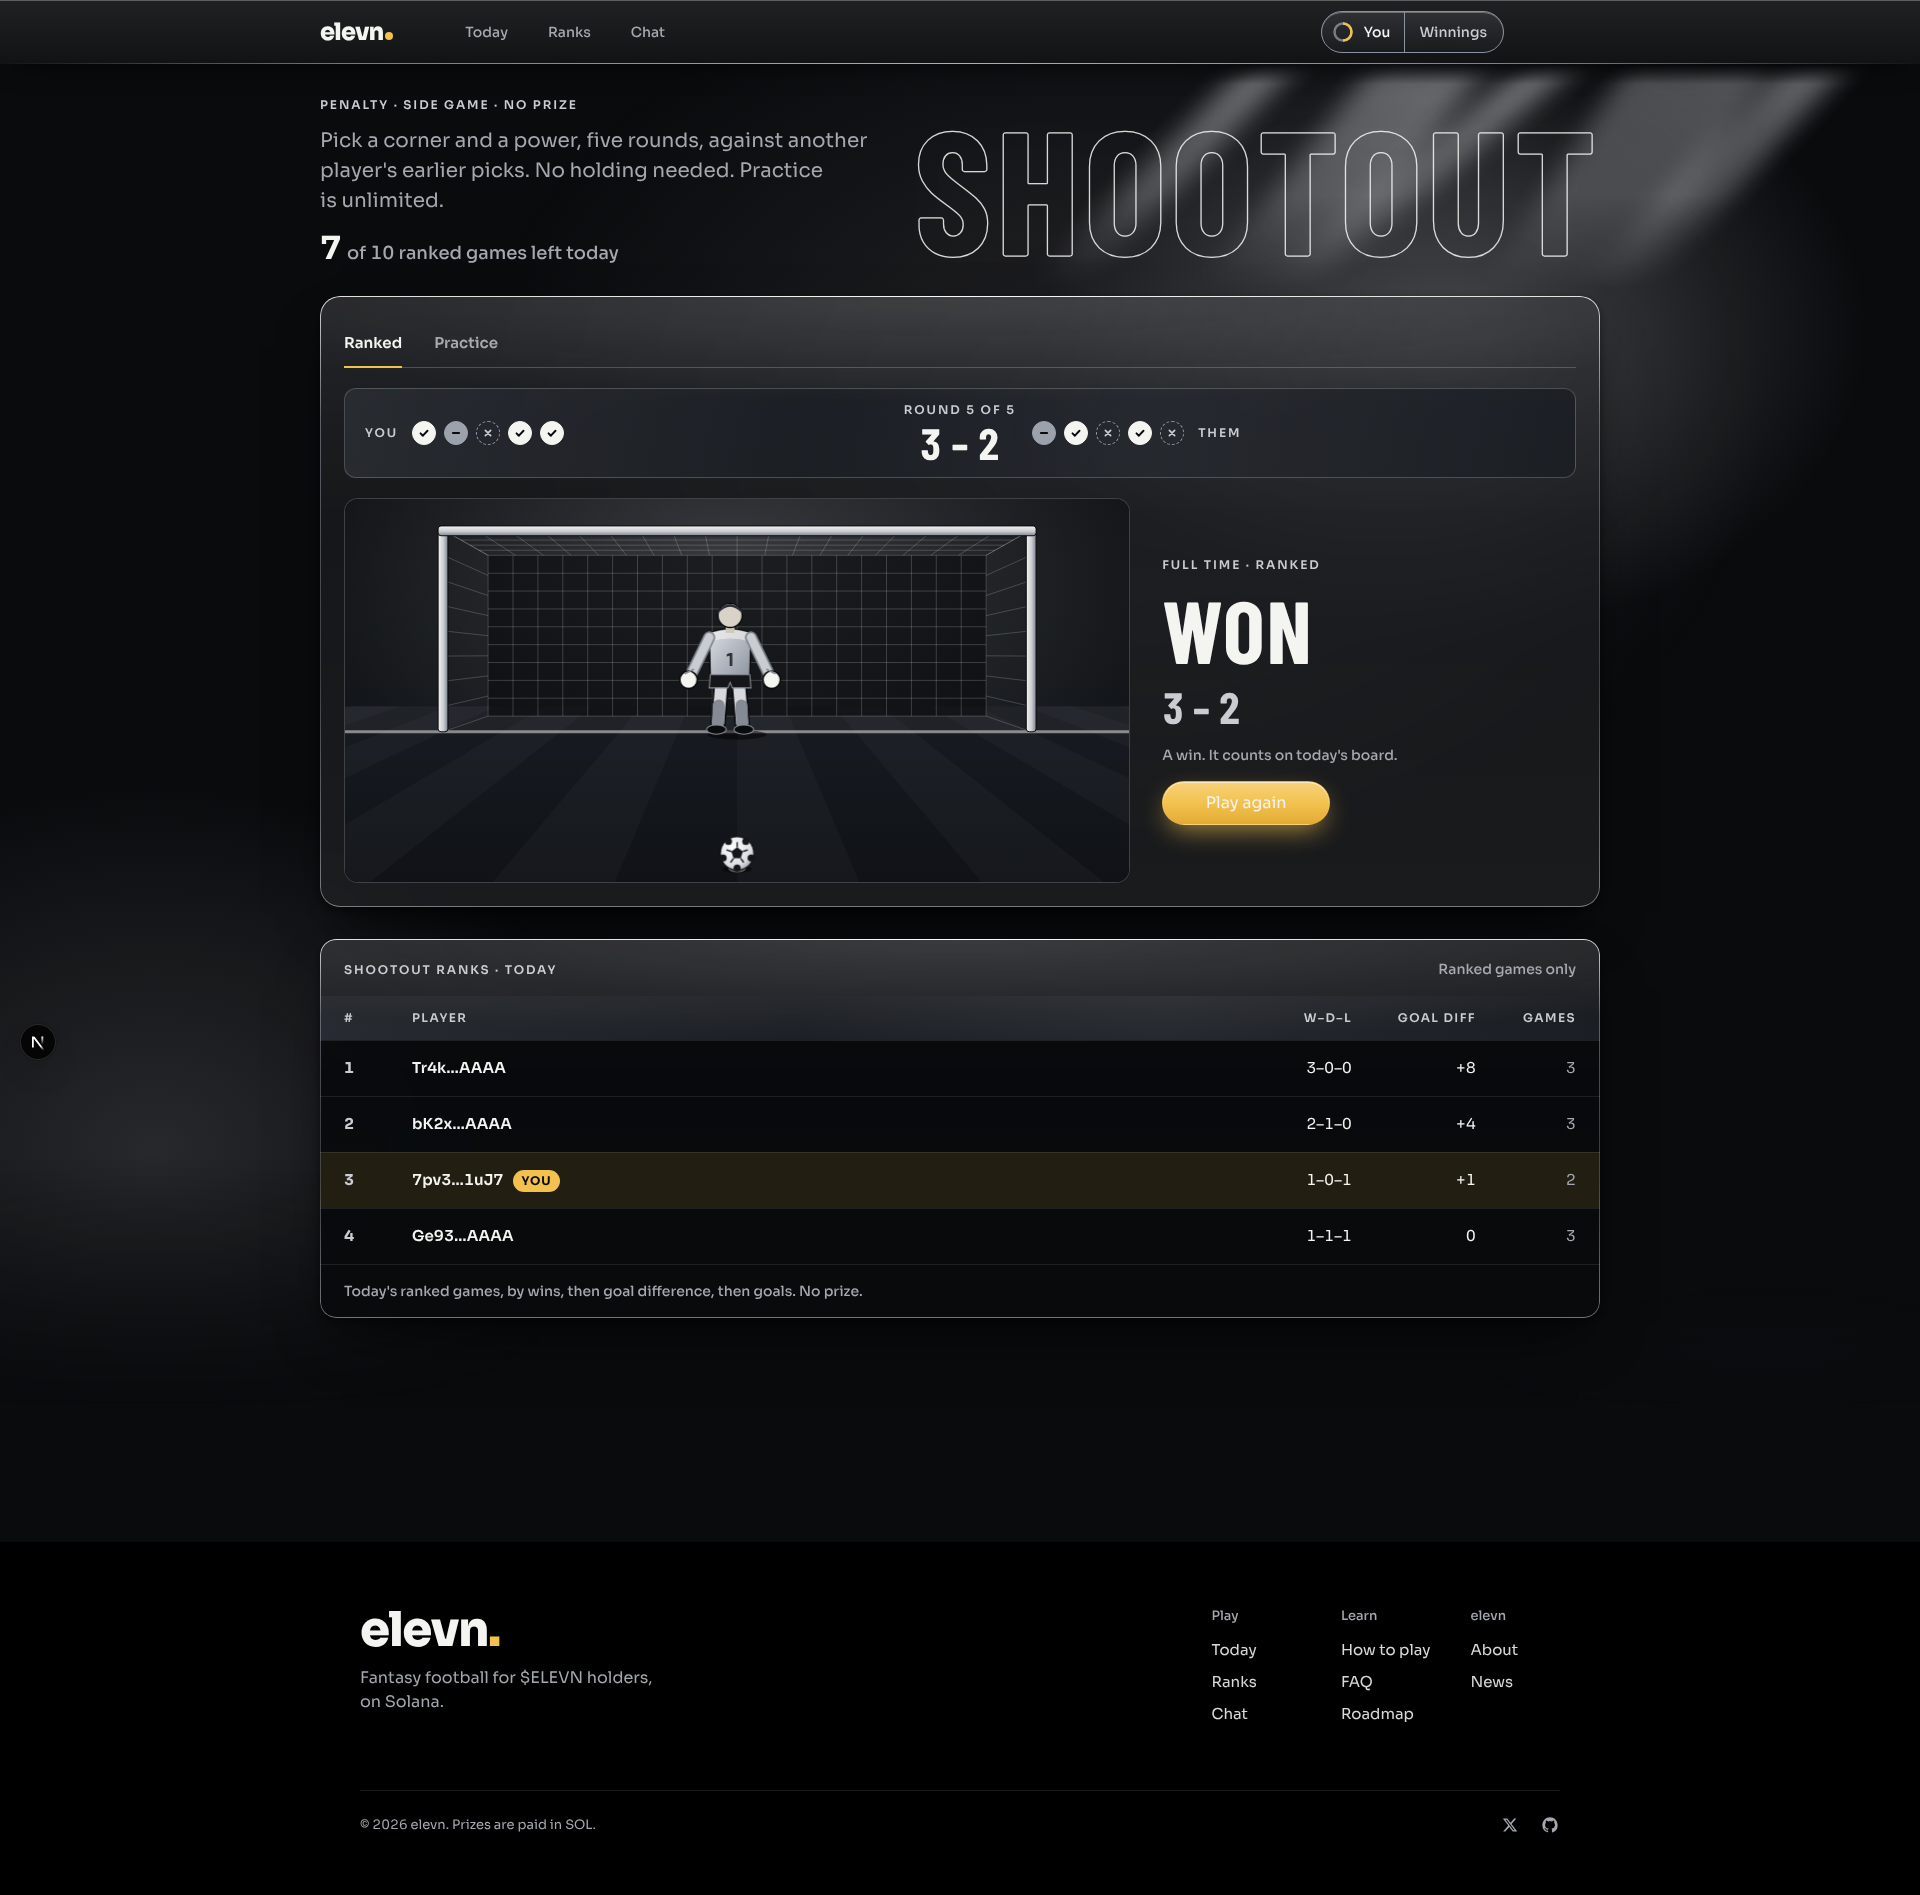 elevn.
Today
Ranks
Chat
You
Winnings
PENALTY · SIDE GAME · NO PRIZE
Pick a corner and a power, five rounds, against another
player's earlier picks. No holding needed. Practice
is unlimited.
7 of 10 ranked games left today
SHOOTOUT
Ranked
Practice
YOU
ROUND 5 OF 5
3 - 2
THEM
1
FULL TIME · RANKED
WON
3 - 2
A win. It counts on today's board.
Play again
SHOOTOUT RANKS · TODAY
Ranked games only
# PLAYER W–D–L GOAL DIFF GAMES
1 Tr4k...AAAA 3–0–0 +8 3
2 bK2x...AAAA 2–1–0 +4 3
3 7pv3...1uJ7 YOU 1–0–1 +1 2
4 Ge93...AAAA 1–1–1 0 3
Today's ranked games, by wins, then goal difference, then goals. No prize.
N
elevn.
Fantasy football for $ELEVN holders,
on Solana.
Play
Today
Ranks
Chat
Learn
How to play
FAQ
Roadmap
elevn
About
News
© 2026 elevn. Prizes are paid in SOL.